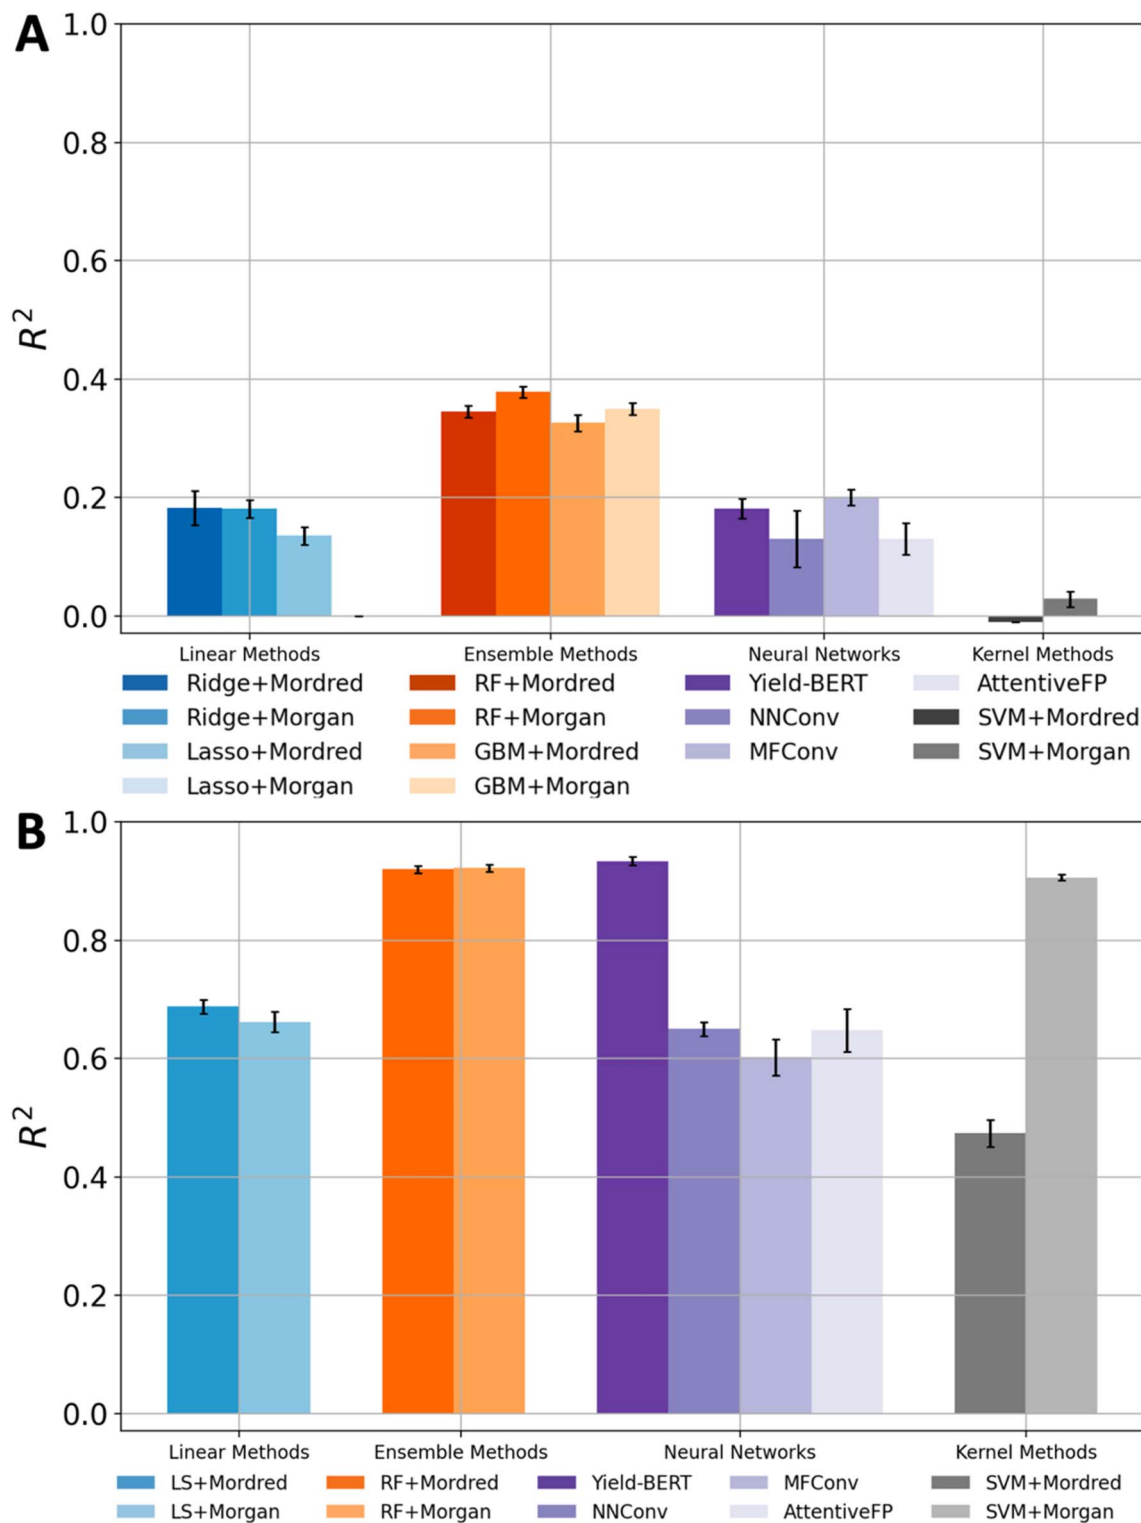 A
1.0
0.8
0.6
0.4
0.2
0.0
R²
Linear Methods Ensemble Methods Neural Networks Kernel Methods
Ridge+Mordred RF+Mordred Yield-BERT AttentiveFP
Ridge+Morgan RF+Morgan NNConv SVM+Mordred
Lasso+Mordred GBM+Mordred MFConv SVM+Morgan
Lasso+Morgan GBM+Morgan
B
1.0
0.8
0.6
0.4
0.2
0.0
R²
Linear Methods Ensemble Methods Neural Networks Kernel Methods
LS+Mordred RF+Mordred Yield-BERT MFConv SVM+Mordred
LS+Morgan RF+Morgan NNConv AttentiveFP SVM+Morgan